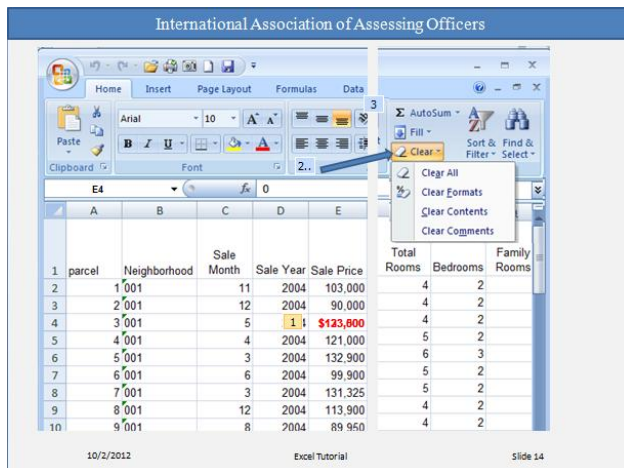 International Association of Assessing Officers
Home Insert Page Layout Formulas Data
3
Arial 10 A A Σ AutoSum
Fill
Paste B I U A Clear Sort & Filter Find & Select
Clipboard Font 2..
E4 fx 0 Clear All
Clear Formats
Clear Contents
Clear Comments
A B C D E
1 parcel Neighborhood Sale Month Sale Year Sale Price Total Rooms Bedrooms Family Rooms
2 1 001 11 2004 103,000 4 2
3 2 001 12 2004 90,000 4 2
4 3 001 5 1 4 2
5 4 001 4 2004 121,000 5 2
6 5 001 3 2004 132,900 6 3
7 6 001 6 2004 99,900 5 2
8 7 001 3 2004 131,325 5 2
9 8 001 12 2004 113,900 4 2
10 9 001 8 2004 89,950 4 2
10/2/2012 Excel Tutorial Slide 14